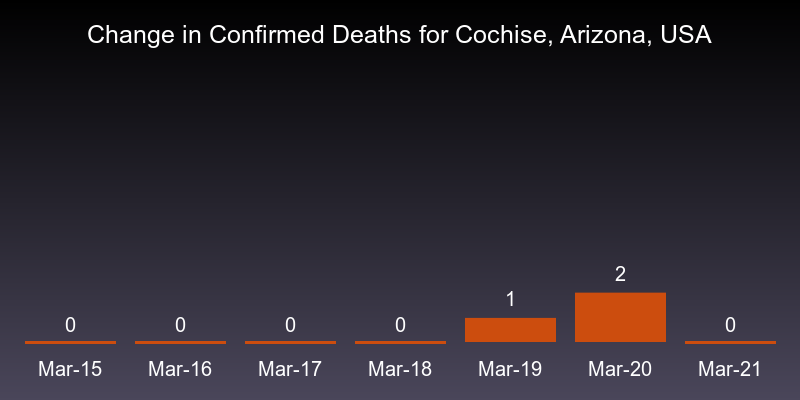 Change in Confirmed Deaths for Cochise, Arizona, USA
2
1
0 0 0 0 0
Mar-15 Mar-16 Mar-17 Mar-18 Mar-19 Mar-20 Mar-21